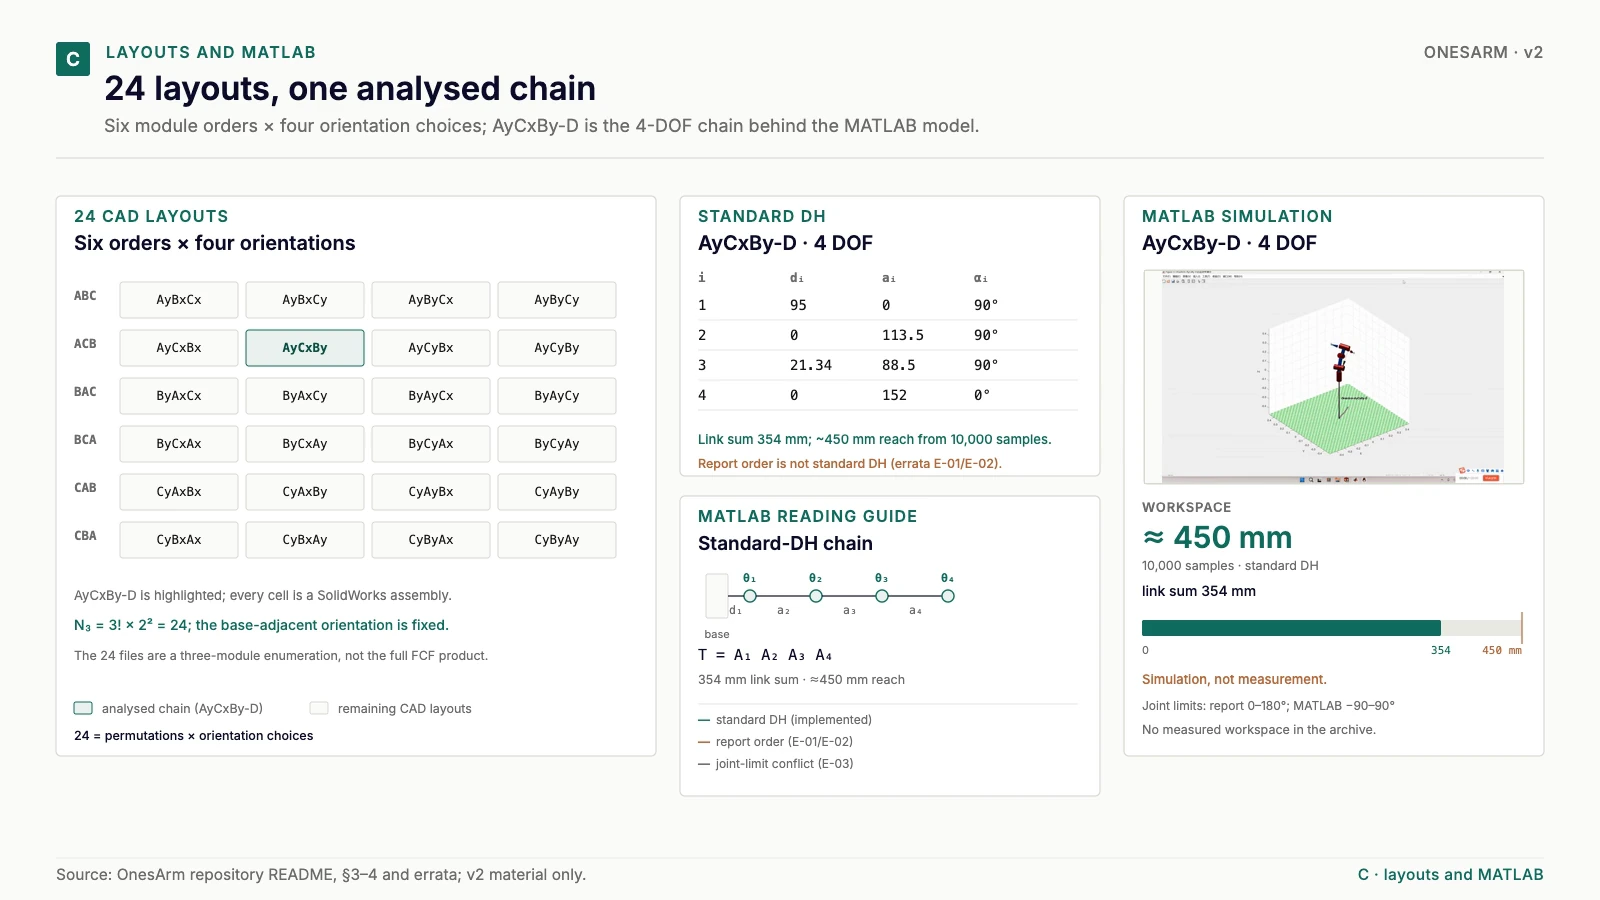 C
LAYOUTS AND MATLAB
ONESARM · v2
24 layouts, one analysed chain
Six module orders × four orientation choices; AyCxBy-D is the 4-DOF chain behind the MATLAB model.
24 CAD LAYOUTS
Six orders × four orientations
ABC AyBxCx AyBxCy AyByCx AyByCy
ACB AyCxBx AyCxBy AyCyBx AyCyBy
BAC ByAxCx ByAxCy ByAyCx ByAyCy
BCA ByCxAx ByCxAy ByCyAx ByCyAy
CAB CyAxBx CyAxBy CyAyBx CyAyBy
CBA CyBxAx CyBxAy CyByAx CyByAy
AyCxBy-D is highlighted; every cell is a SolidWorks assembly.
N₃ = 3! × 2² = 24; the base-adjacent orientation is fixed.
The 24 files are a three-module enumeration, not the full FCF product.
analysed chain (AyCxBy-D) remaining CAD layouts
24 = permutations × orientation choices
STANDARD DH
AyCxBy-D · 4 DOF
i dᵢ aᵢ αᵢ
1 95 0 90°
2 0 113.5 90°
3 21.34 88.5 90°
4 0 152 0°
Link sum 354 mm; ~450 mm reach from 10,000 samples.
Report order is not standard DH (errata E-01/E-02).
MATLAB READING GUIDE
Standard-DH chain
θ₁ θ₂ θ₃ θ₄
d₁ a₂ a₃ a₄
base
T = A₁ A₂ A₃ A₄
354 mm link sum · ≈450 mm reach
standard DH (implemented)
report order (E-01/E-02)
joint-limit conflict (E-03)
MATLAB SIMULATION
AyCxBy-D · 4 DOF
WORKSPACE
≈ 450 mm
10,000 samples · standard DH
link sum 354 mm
0 354 450 mm
Simulation, not measurement.
Joint limits: report 0–180°; MATLAB −90–90°
No measured workspace in the archive.
Source: OnesArm repository README, §3–4 and errata; v2 material only.
C · layouts and MATLAB